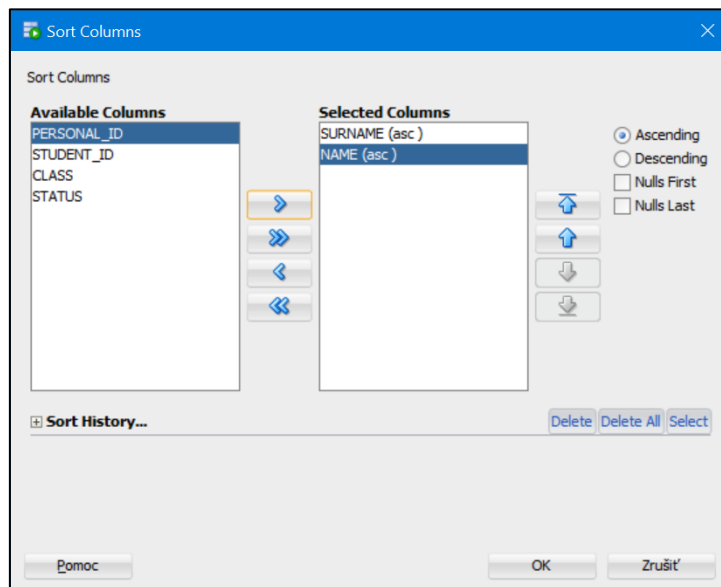 Sort Columns
Sort Columns
Available Columns
PERSONAL_ID
STUDENT_ID
CLASS
STATUS
Selected Columns
SURNAME (asc )
NAME (asc )
Ascending
Descending
Nulls First
Nulls Last
Sort History...
Delete Delete All Select
Pomoc OK Zrušiť